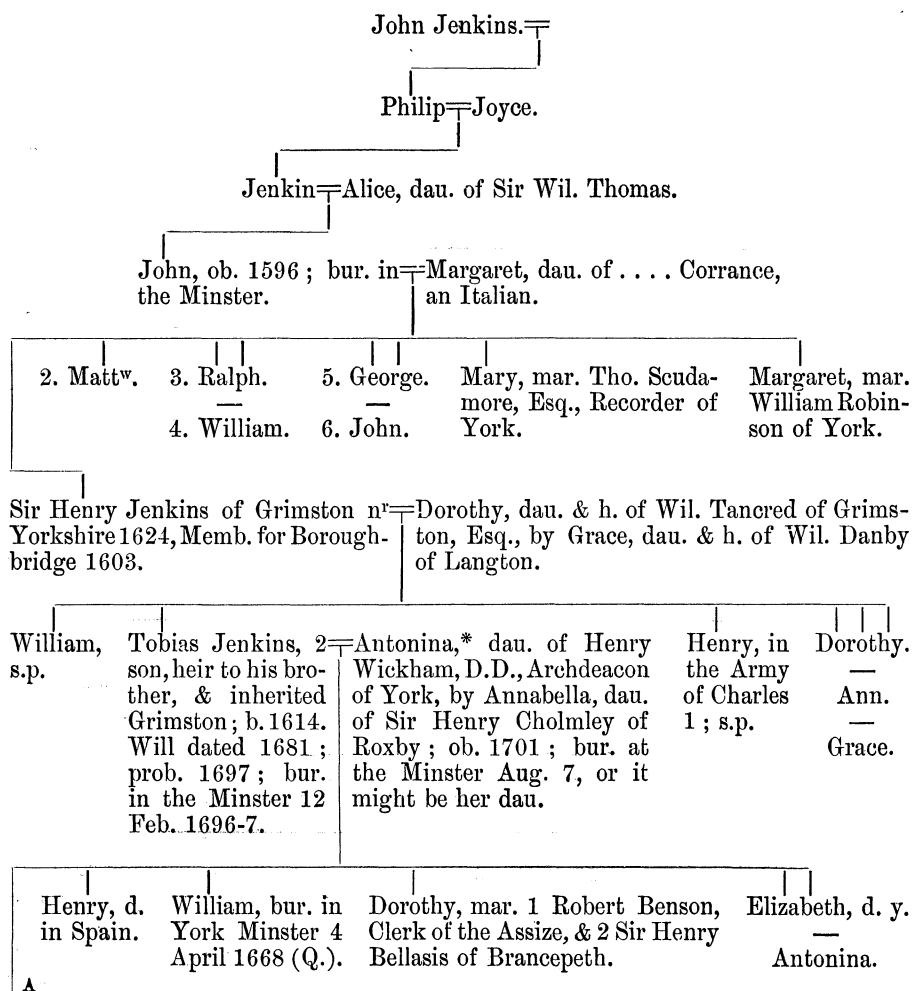 John Jenkins.
Philip Joyce.
Jenkin Alice, dau. of Sir Wil. Thomas.
John, ob. 1596 ; bur. in
the Minster.
Margaret, dau. of . . . . Corrance,
an Italian.
2. Mattʷ.
3. Ralph.
—
4. William.
5. George.
—
6. John.
Mary, mar. Tho. Scuda-
more, Esq., Recorder of
York.
Margaret, mar.
William Robin-
son of York.
Sir Henry Jenkins of Grimston nʳ
Yorkshire 1624, Memb. for Borough-
bridge 1603.
Dorothy, dau. & h. of Wil. Tancred of Grims-
ton, Esq., by Grace, dau. & h. of Wil. Danby
of Langton.
William,
s.p.
Tobias Jenkins, 2
son, heir to his bro-
ther, & inherited
Grimston ; b. 1614.
Will dated 1681 ;
prob. 1697 ; bur.
in the Minster 12
Feb. 1696-7.
Antonina,* dau. of Henry
Wickham, D.D., Archdeacon
of York, by Annabella, dau.
of Sir Henry Cholmley of
Roxby ; ob. 1701 ; bur. at
the Minster Aug. 7, or it
might be her dau.
Henry, in
the Army
of Charles
1 ; s.p.
Dorothy.
—
Ann.
—
Grace.
Henry, d.
in Spain.
William, bur. in
York Minster 4
April 1668 (Q.).
Dorothy, mar. 1 Robert Benson,
Clerk of the Assize, & 2 Sir Henry
Bellasis of Brancepeth.
Elizabeth, d. y.
—
Antonina.
A